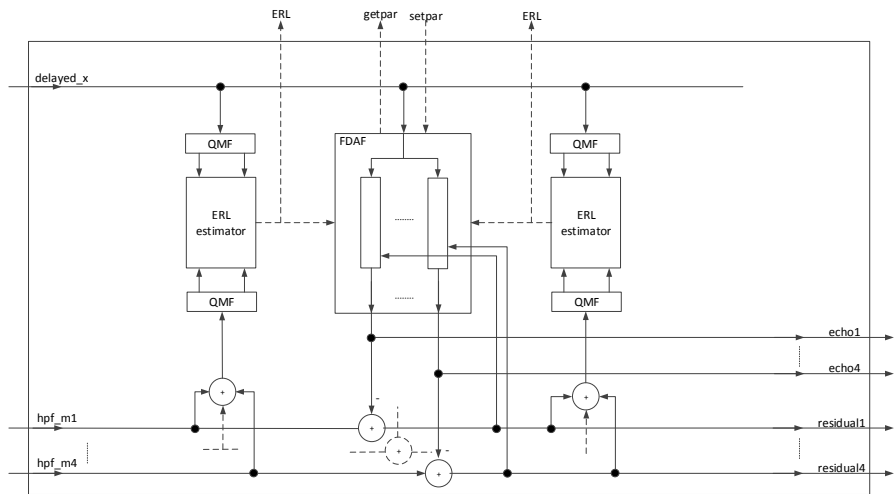 ERL
getpar
setpar
ERL
delayed_x
QMF
FDAF
QMF
ERL
estimator
........
ERL
estimator
QMF
........
QMF
echo1
echo4
+
-
+
hpf_m1
+
residual1
+
-
hpf_m4
+
residual4